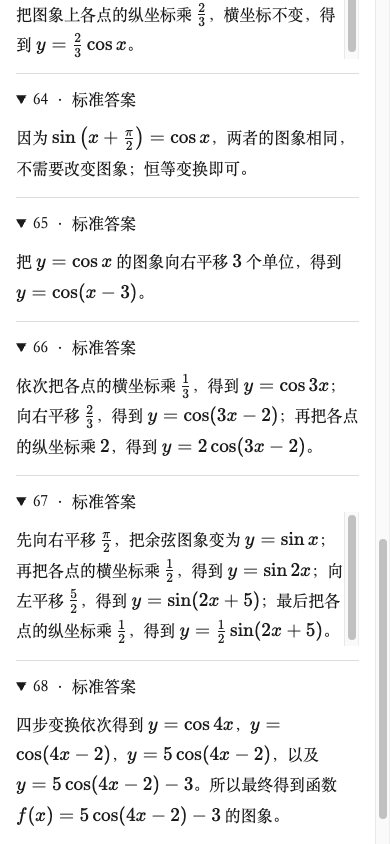 把图象上各点的纵坐标乘 2/3，横坐标不变，得
到 y = 2/3 cos x。
▼ 64 · 标准答案
因为 sin (x + π/2) = cos x，两者的图象相同，
不需要改变图象；恒等变换即可。
▼ 65 · 标准答案
把 y = cos x 的图象向右平移 3 个单位，得到
y = cos(x − 3)。
▼ 66 · 标准答案
依次把各点的横坐标乘 1/3，得到 y = cos 3x；
向右平移 2/3，得到 y = cos(3x − 2)；再把各点
的纵坐标乘 2，得到 y = 2 cos(3x − 2)。
▼ 67 · 标准答案
先向右平移 π/2，把余弦图象变为 y = sin x；
再把各点的横坐标乘 1/2，得到 y = sin 2x；向
左平移 5/2，得到 y = sin(2x + 5)；最后把各
点的纵坐标乘 1/2，得到 y = 1/2 sin(2x + 5)。
▼ 68 · 标准答案
四步变换依次得到 y = cos 4x，y =
cos(4x − 2)，y = 5 cos(4x − 2)，以及
y = 5 cos(4x − 2) − 3。所以最终得到函数
f(x) = 5 cos(4x − 2) − 3 的图象。